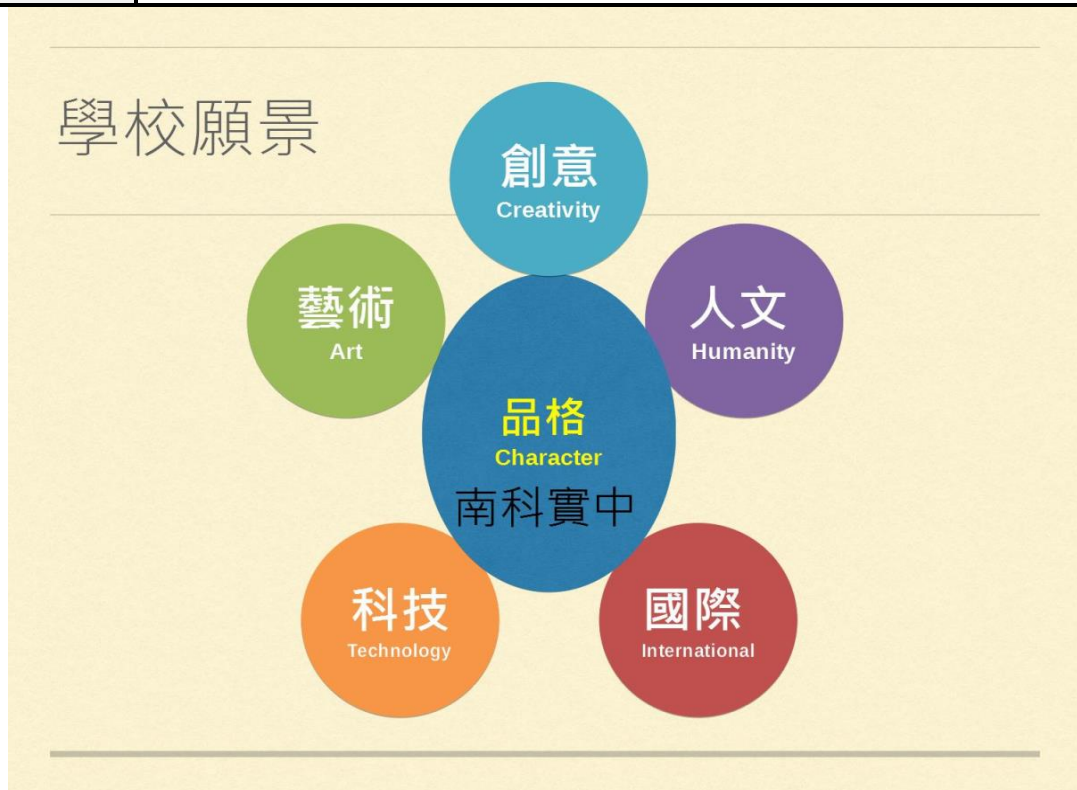 學校願景
創意
Creativity
藝術
Art
人文
Humanity
品格
Character
南科實中
科技
Technology
國際
International